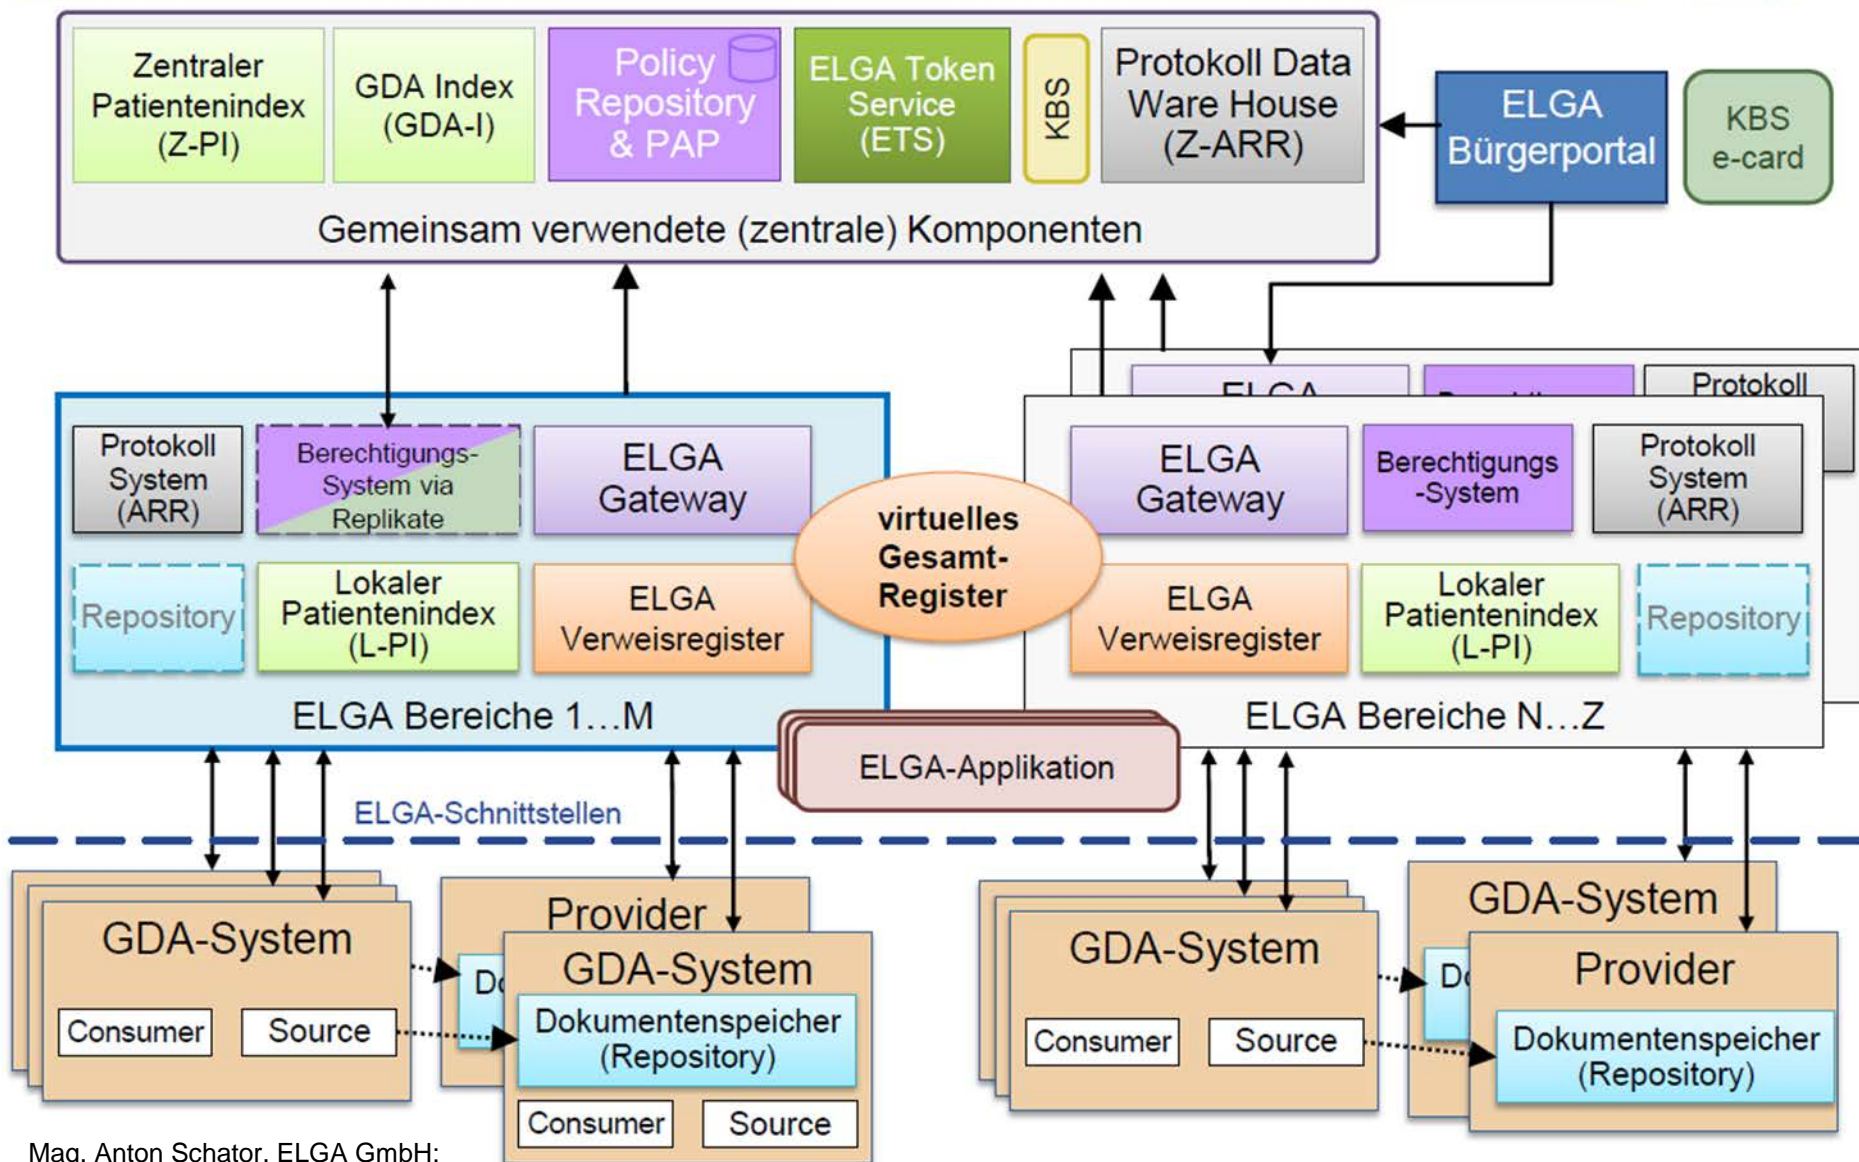 Zentraler
Patientenindex
(Z-PI)
GDA Index
(GDA-I)
Policy
Repository
& PAP
ELGA Token
Service
(ETS)
KBS
Protokoll Data
Ware House
(Z-ARR)
ELGA
Bürgerportal
KBS
e-card
Gemeinsam verwendete (zentrale) Komponenten
ELGA
Protokoll
Protokoll
System
(ARR)
Berechtigungs-
System via
Replikate
ELGA
Gateway
virtuelles
Gesamt-
Register
ELGA
Gateway
Berechtigungs
-System
Protokoll
System
(ARR)
Repository
Lokaler
Patientenindex
(L-PI)
ELGA
Verweisregister
ELGA
Verweisregister
Lokaler
Patientenindex
(L-PI)
Repository
ELGA Bereiche 1...M
ELGA Bereiche N...Z
ELGA-Applikation
ELGA-Schnittstellen
GDA-System
Consumer
Source
Provider
Do
GDA-System
Dokumentenspeicher
(Repository)
Consumer
Source
GDA-System
Consumer
Source
GDA-System
Do
Provider
Dokumentenspeicher
(Repository)
Mag. Anton Schator, ELGA GmbH: